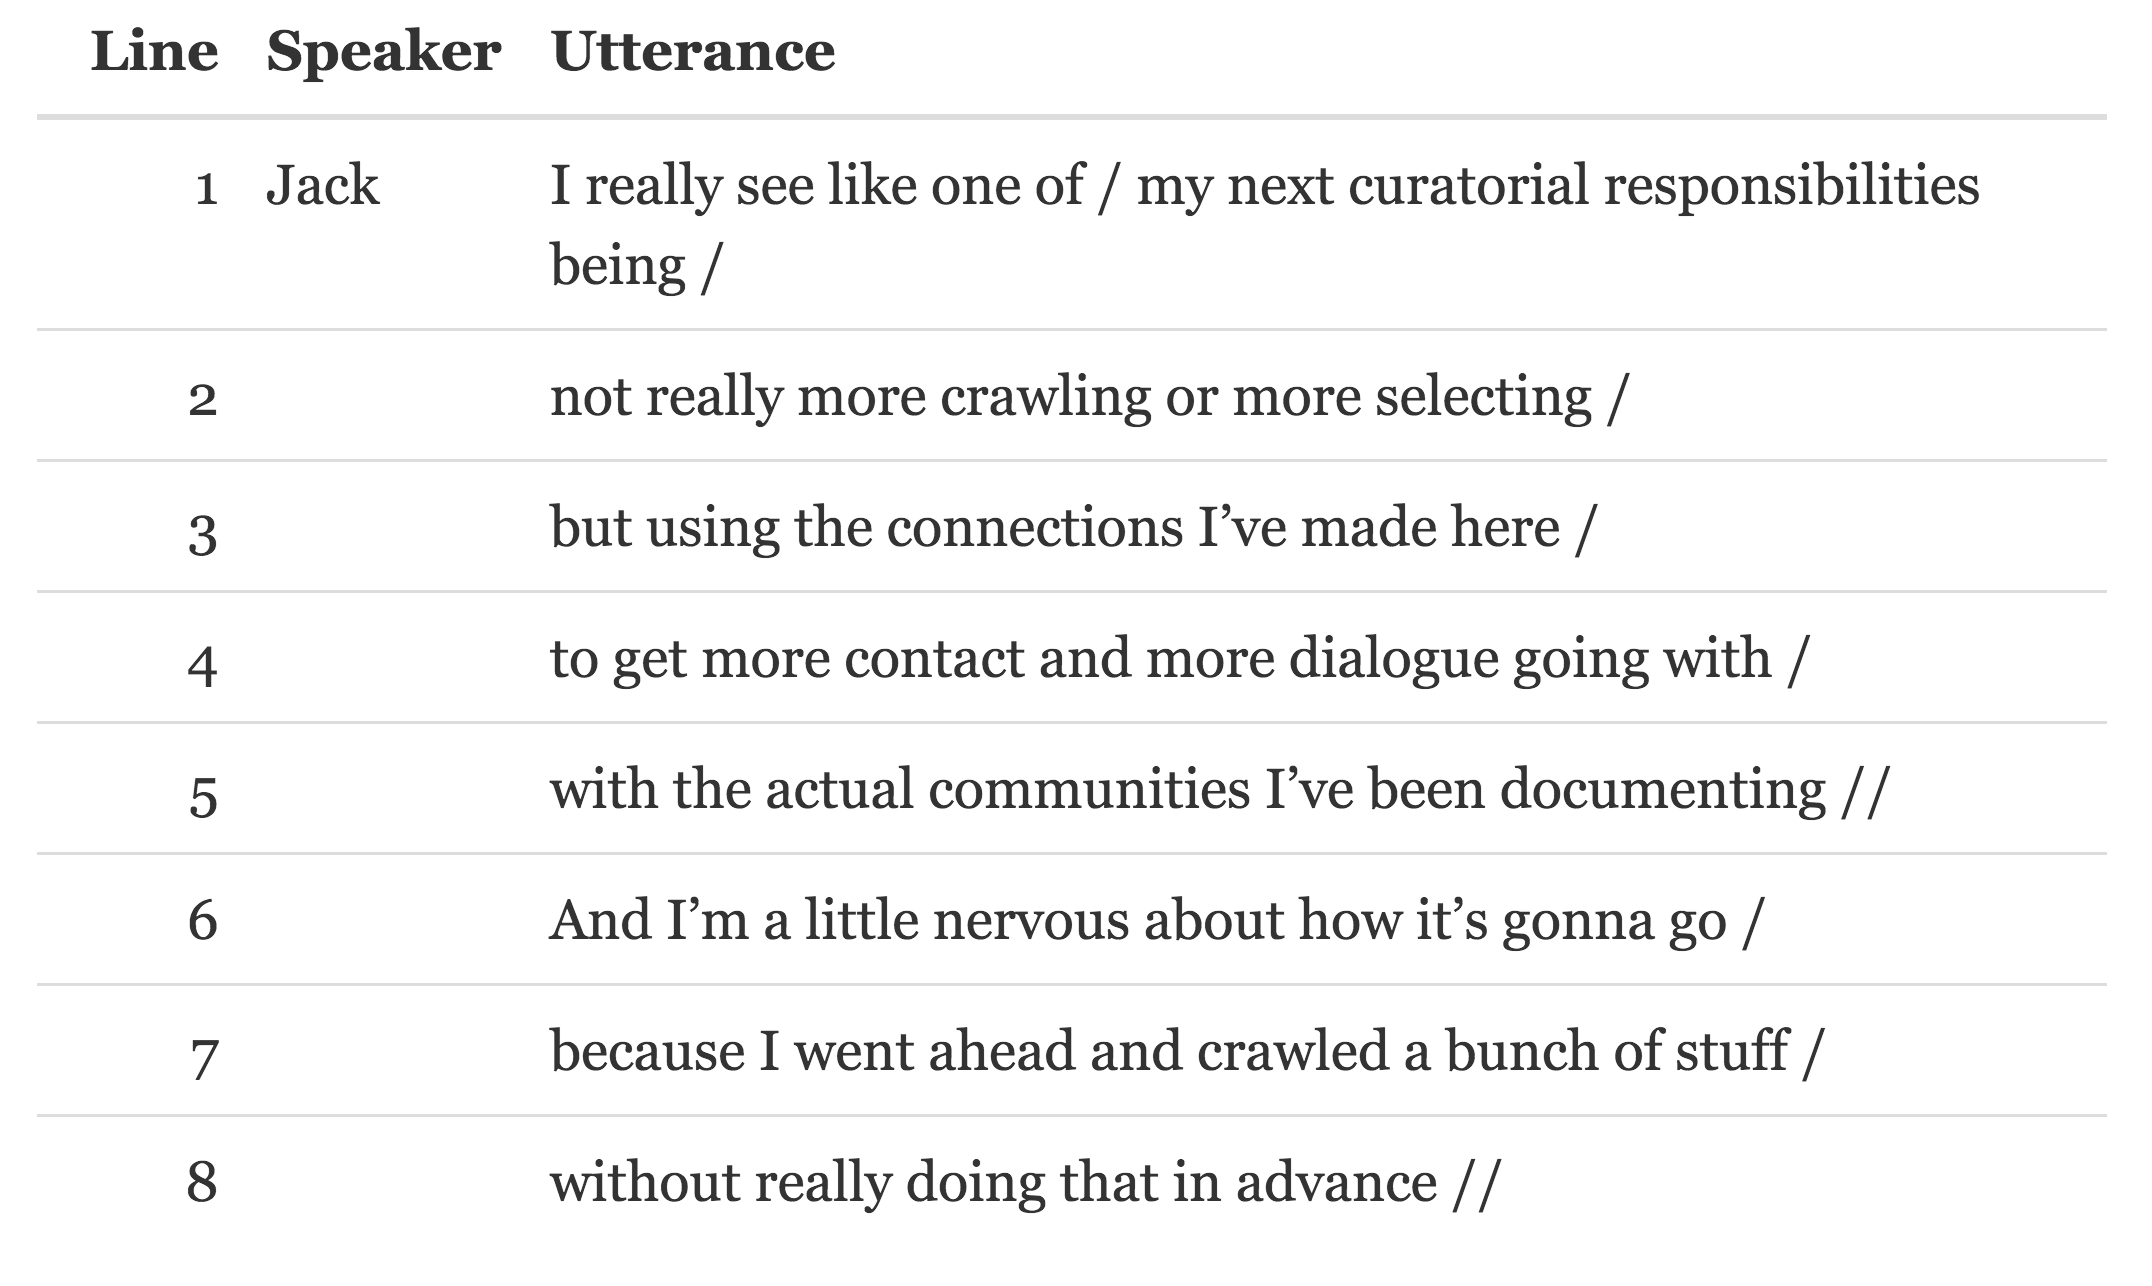 Line Speaker Utterance
1 Jack I really see like one of / my next curatorial responsibilities
being /
2 not really more crawling or more selecting /
3 but using the connections I’ve made here /
4 to get more contact and more dialogue going with /
5 with the actual communities I’ve been documenting //
6 And I’m a little nervous about how it’s gonna go /
7 because I went ahead and crawled a bunch of stuff /
8 without really doing that in advance //